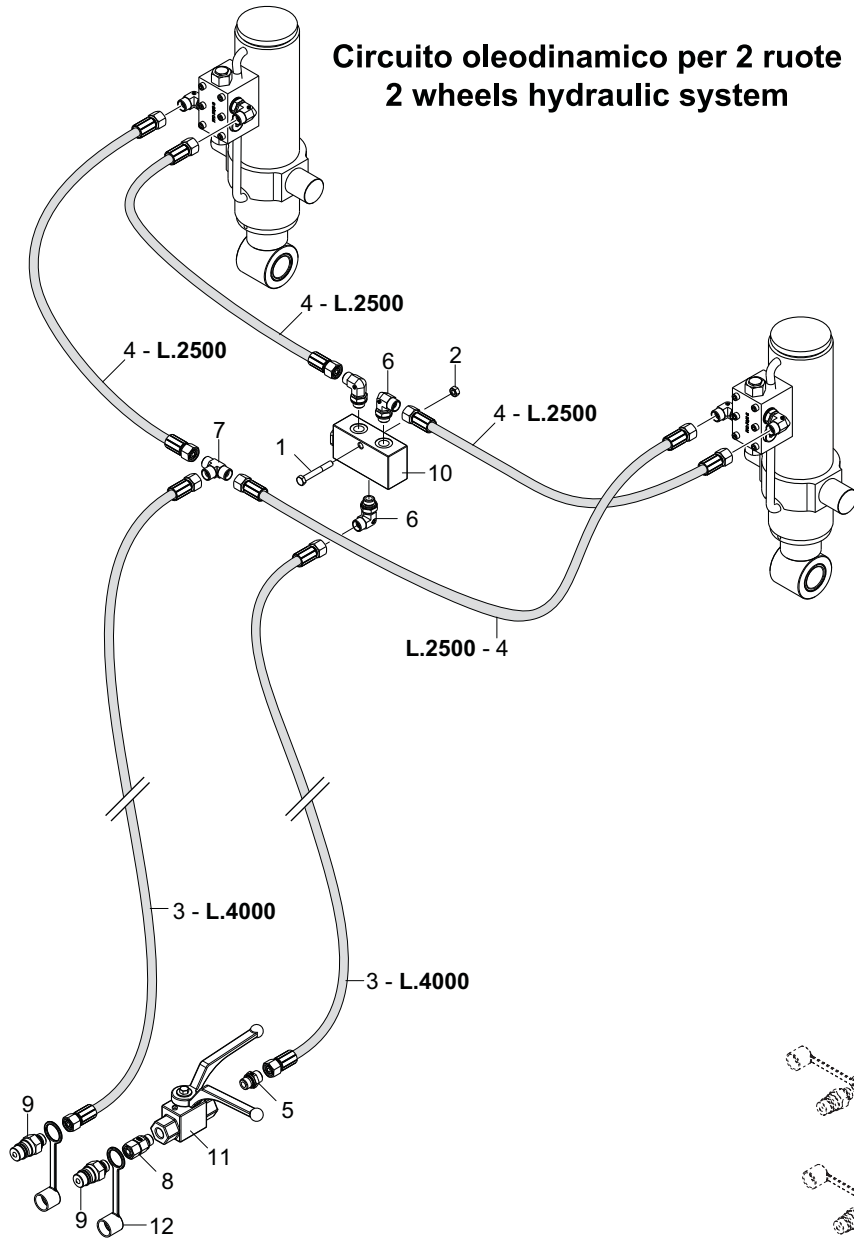 Circuito oleodinamico per 2 ruote
2 wheels hydraulic system
4 - L.2500
4 - L.2500
6
2
4 - L.2500
7
1
10
6
L.2500 - 4
3 - L.4000
3 - L.4000
9
5
11
8
9
12